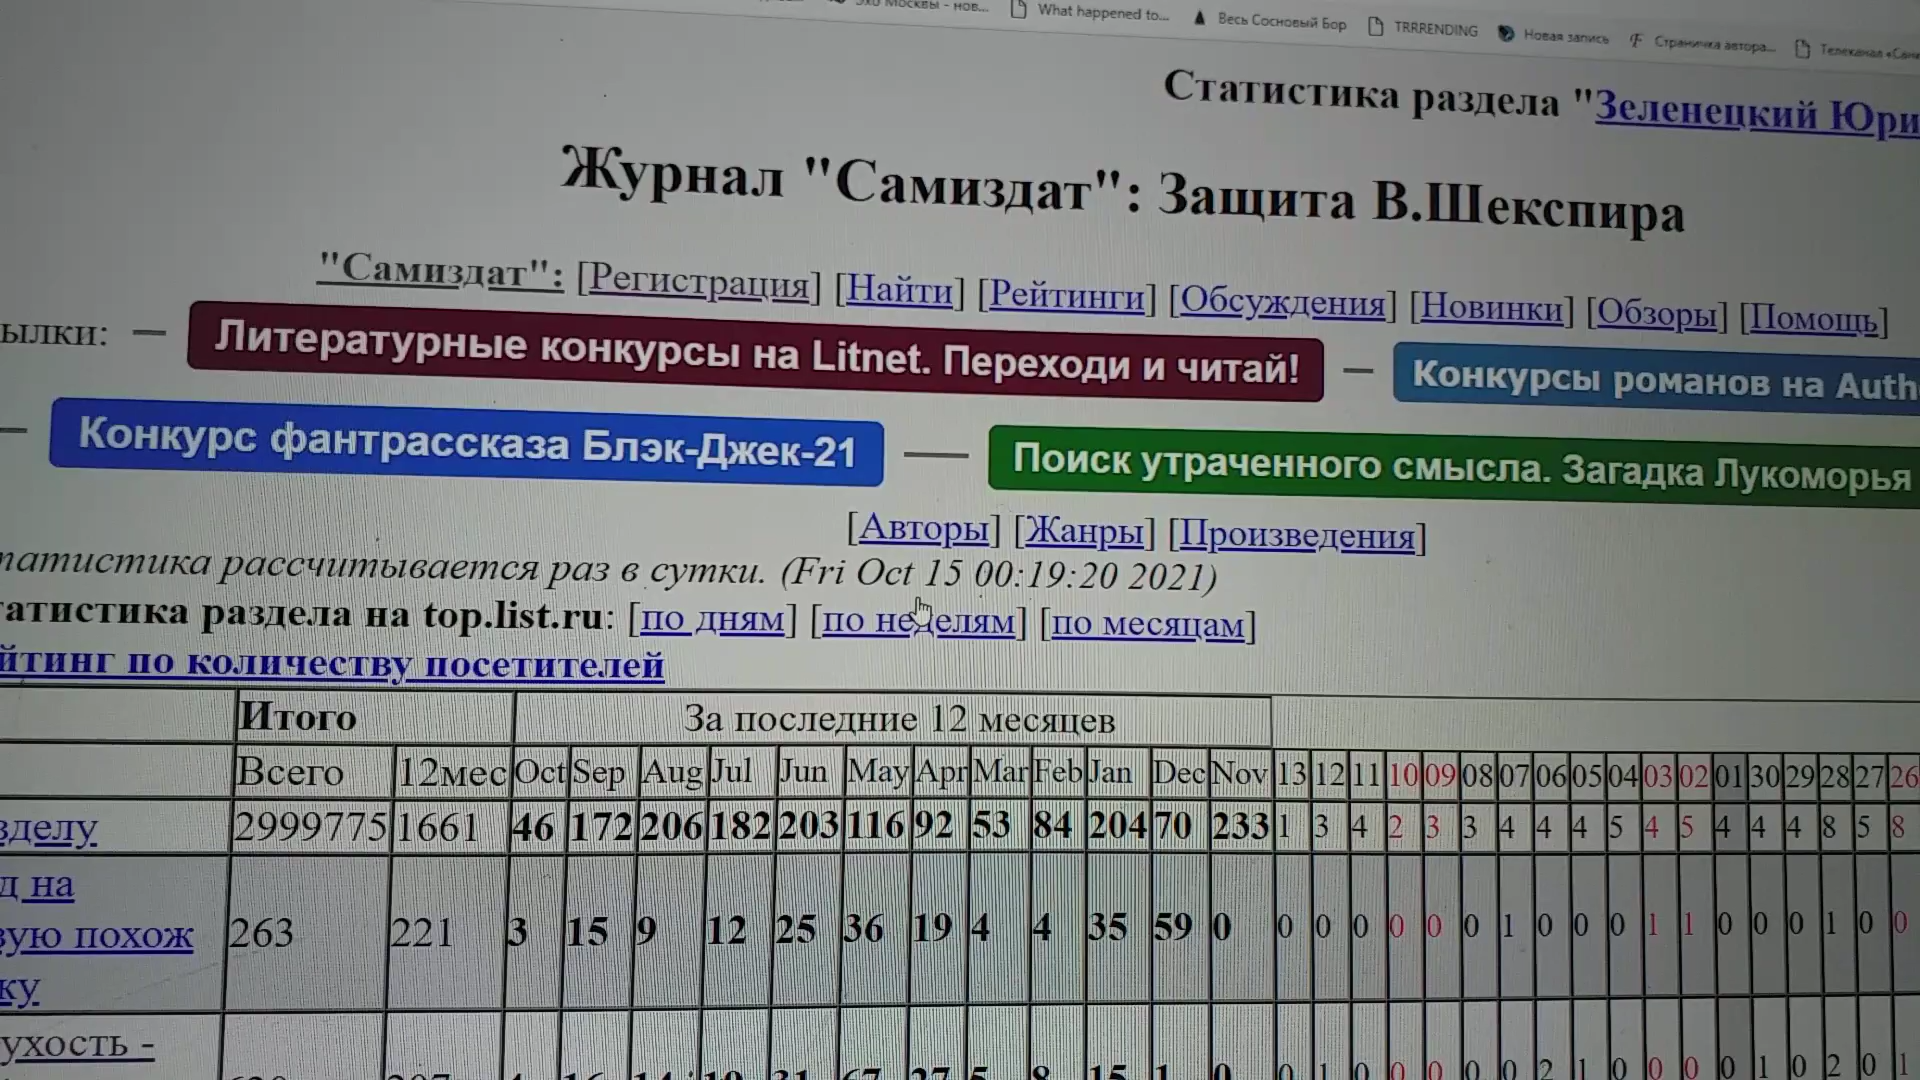 What happened to...
Весь Сосновый Бор
TRRRENDING
Новая запись
Страничка автора...
Статистика раздела "Зеленецкий Юри
Журнал "Самиздат": Защита В.Шекспира
"Самиздат": [Регистрация] [Найти] [Рейтинги] [Обсуждения] [Новинки] [Обзоры] [Помощь]
ылки: — Литературные конкурсы на Litnet. Переходи и читай! — Конкурсы романов на Auth
— Конкурс фантрассказа Блэк-Джек-21 — Поиск утраченного смысла. Загадка Лукоморья
[Авторы] [Жанры] [Произведения]
татистика рассчитывается раз в сутки. (Fri Oct 15 00:19:20 2021)
татистика раздела на top.list.ru: [по дням] [по неделям] [по месяцам]
йтинг по количеству посетителей
Итого За последние 12 месяцев
Всего 12мес Oct Sep Aug Jul Jun May Apr Mar Feb Jan Dec Nov 13 12 11 10 09 08 07 06 05 04 03 02 01 30 29 28 27 26
зделу 2999775 1661 46 172 206 182 203 116 92 53 84 204 70 233 1 3 4 2 3 3 4 4 4 5 4 5 4 4 4 8 5 8
д на
вую похож 263 221 3 15 9 12 25 36 19 4 4 35 59 0 0 0 0 0 0 0 1 0 0 0 1 1 0 0 0 1 0 0
ку
ухость -